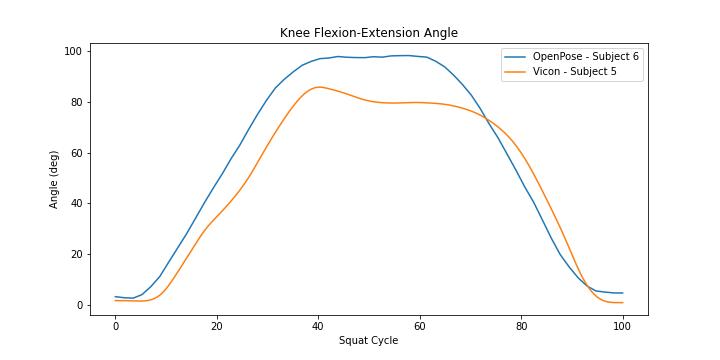 Knee Flexion-Extension Angle
OpenPose - Subject 6
Vicon - Subject 5
Angle (deg)
100
80
60
40
20
0
0 20 40 60 80 100
Squat Cycle